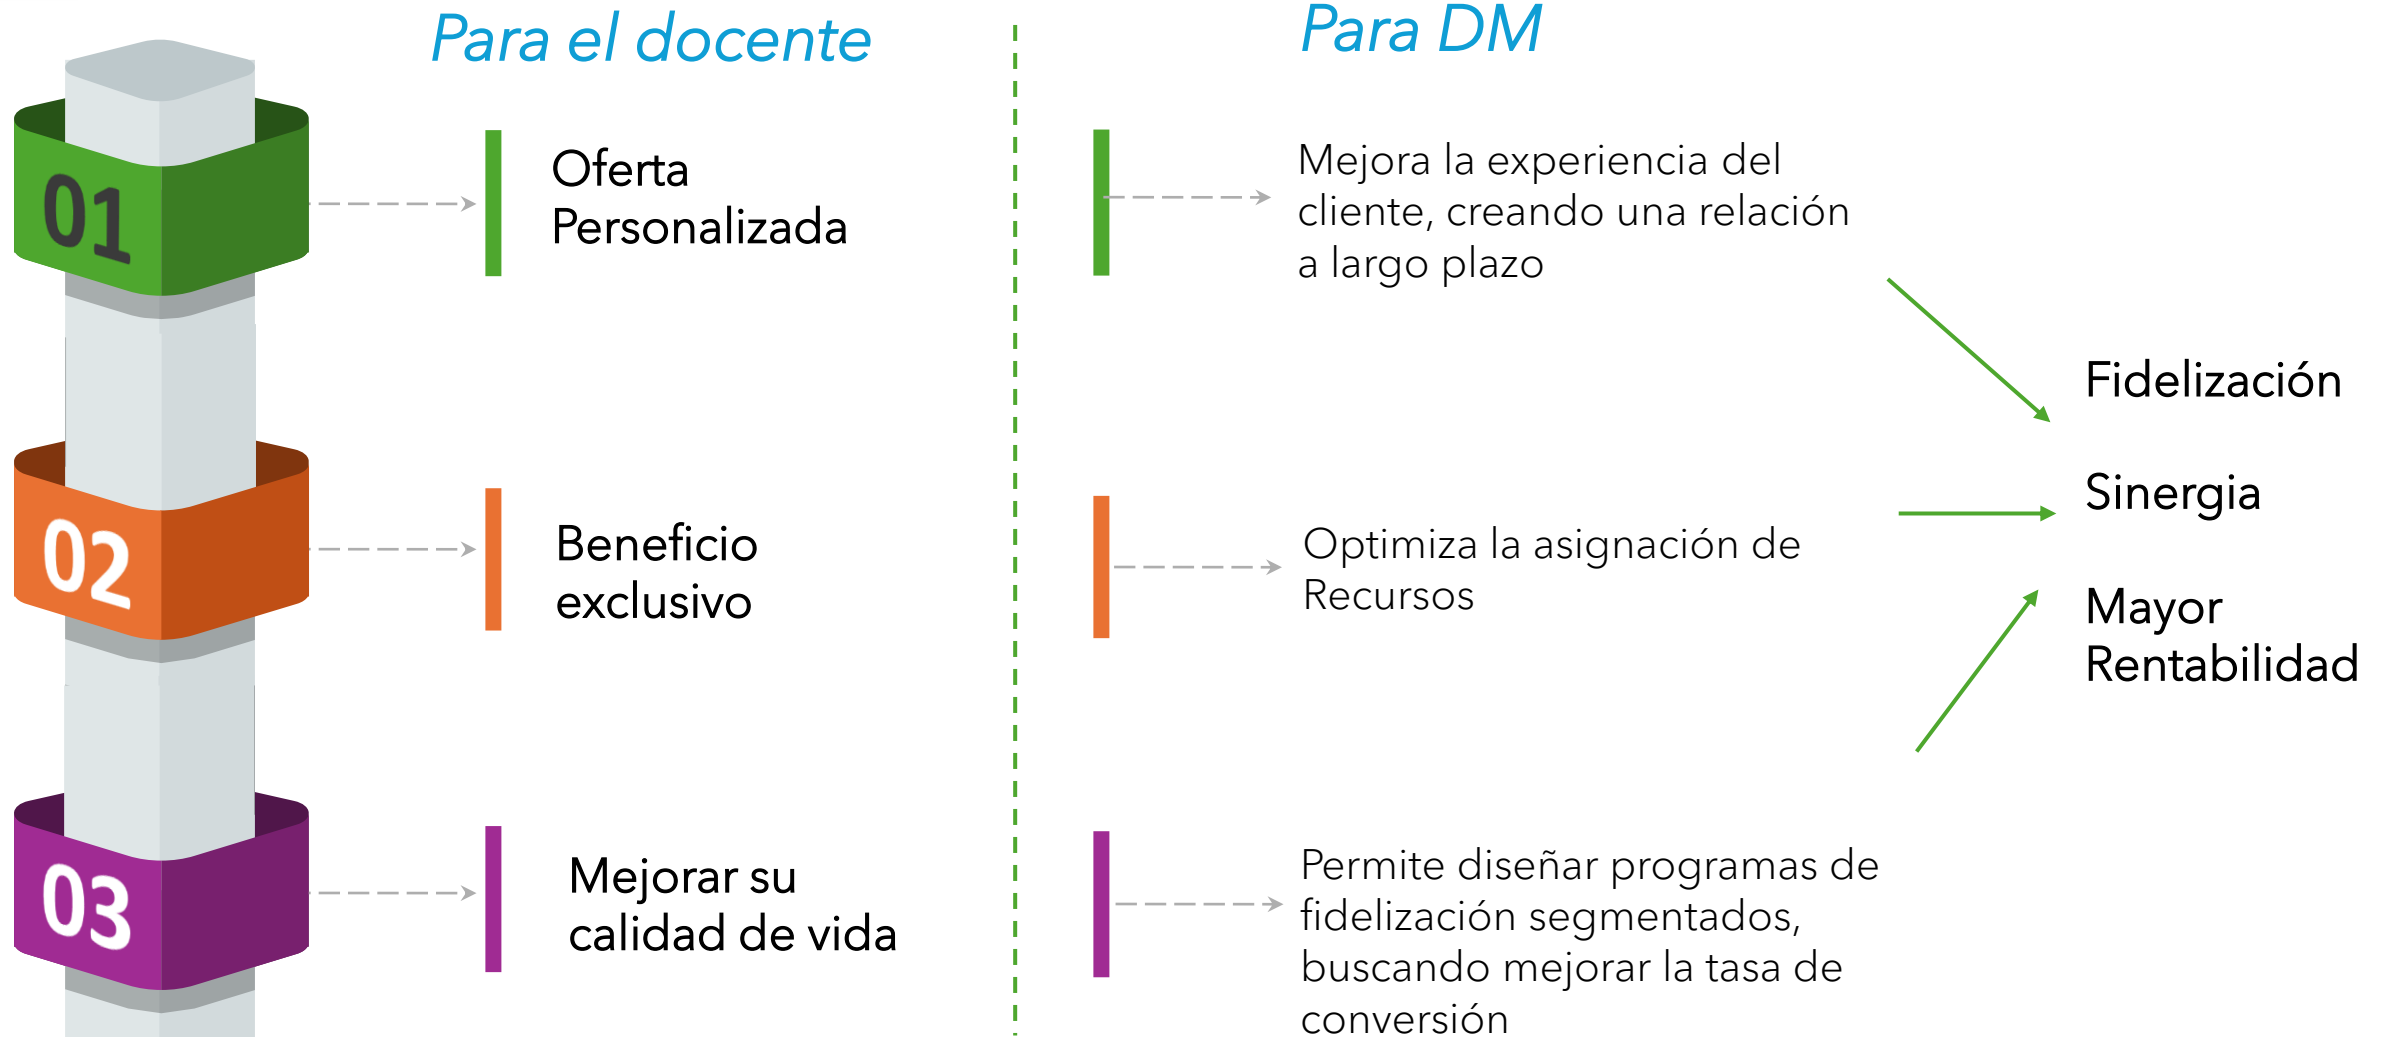 Para el docente
Para DM
01
Oferta
Personalizada
Mejora la experiencia del
cliente, creando una relación
a largo plazo
02
Beneficio
exclusivo
Optimiza la asignación de
Recursos
03
Mejorar su
calidad de vida
Permite diseñar programas de
fidelización segmentados,
buscando mejorar la tasa de
conversión
Fidelización
Sinergia
Mayor
Rentabilidad